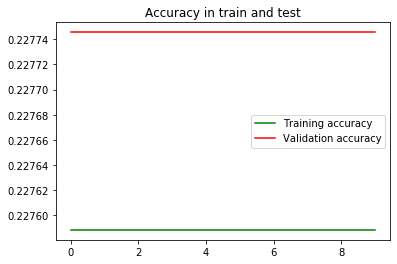 Accuracy in train and test
0.22774
0.22772
0.22770
0.22768
0.22766
0.22764
0.22762
0.22760
Training accuracy
Validation accuracy
0 2 4 6 8